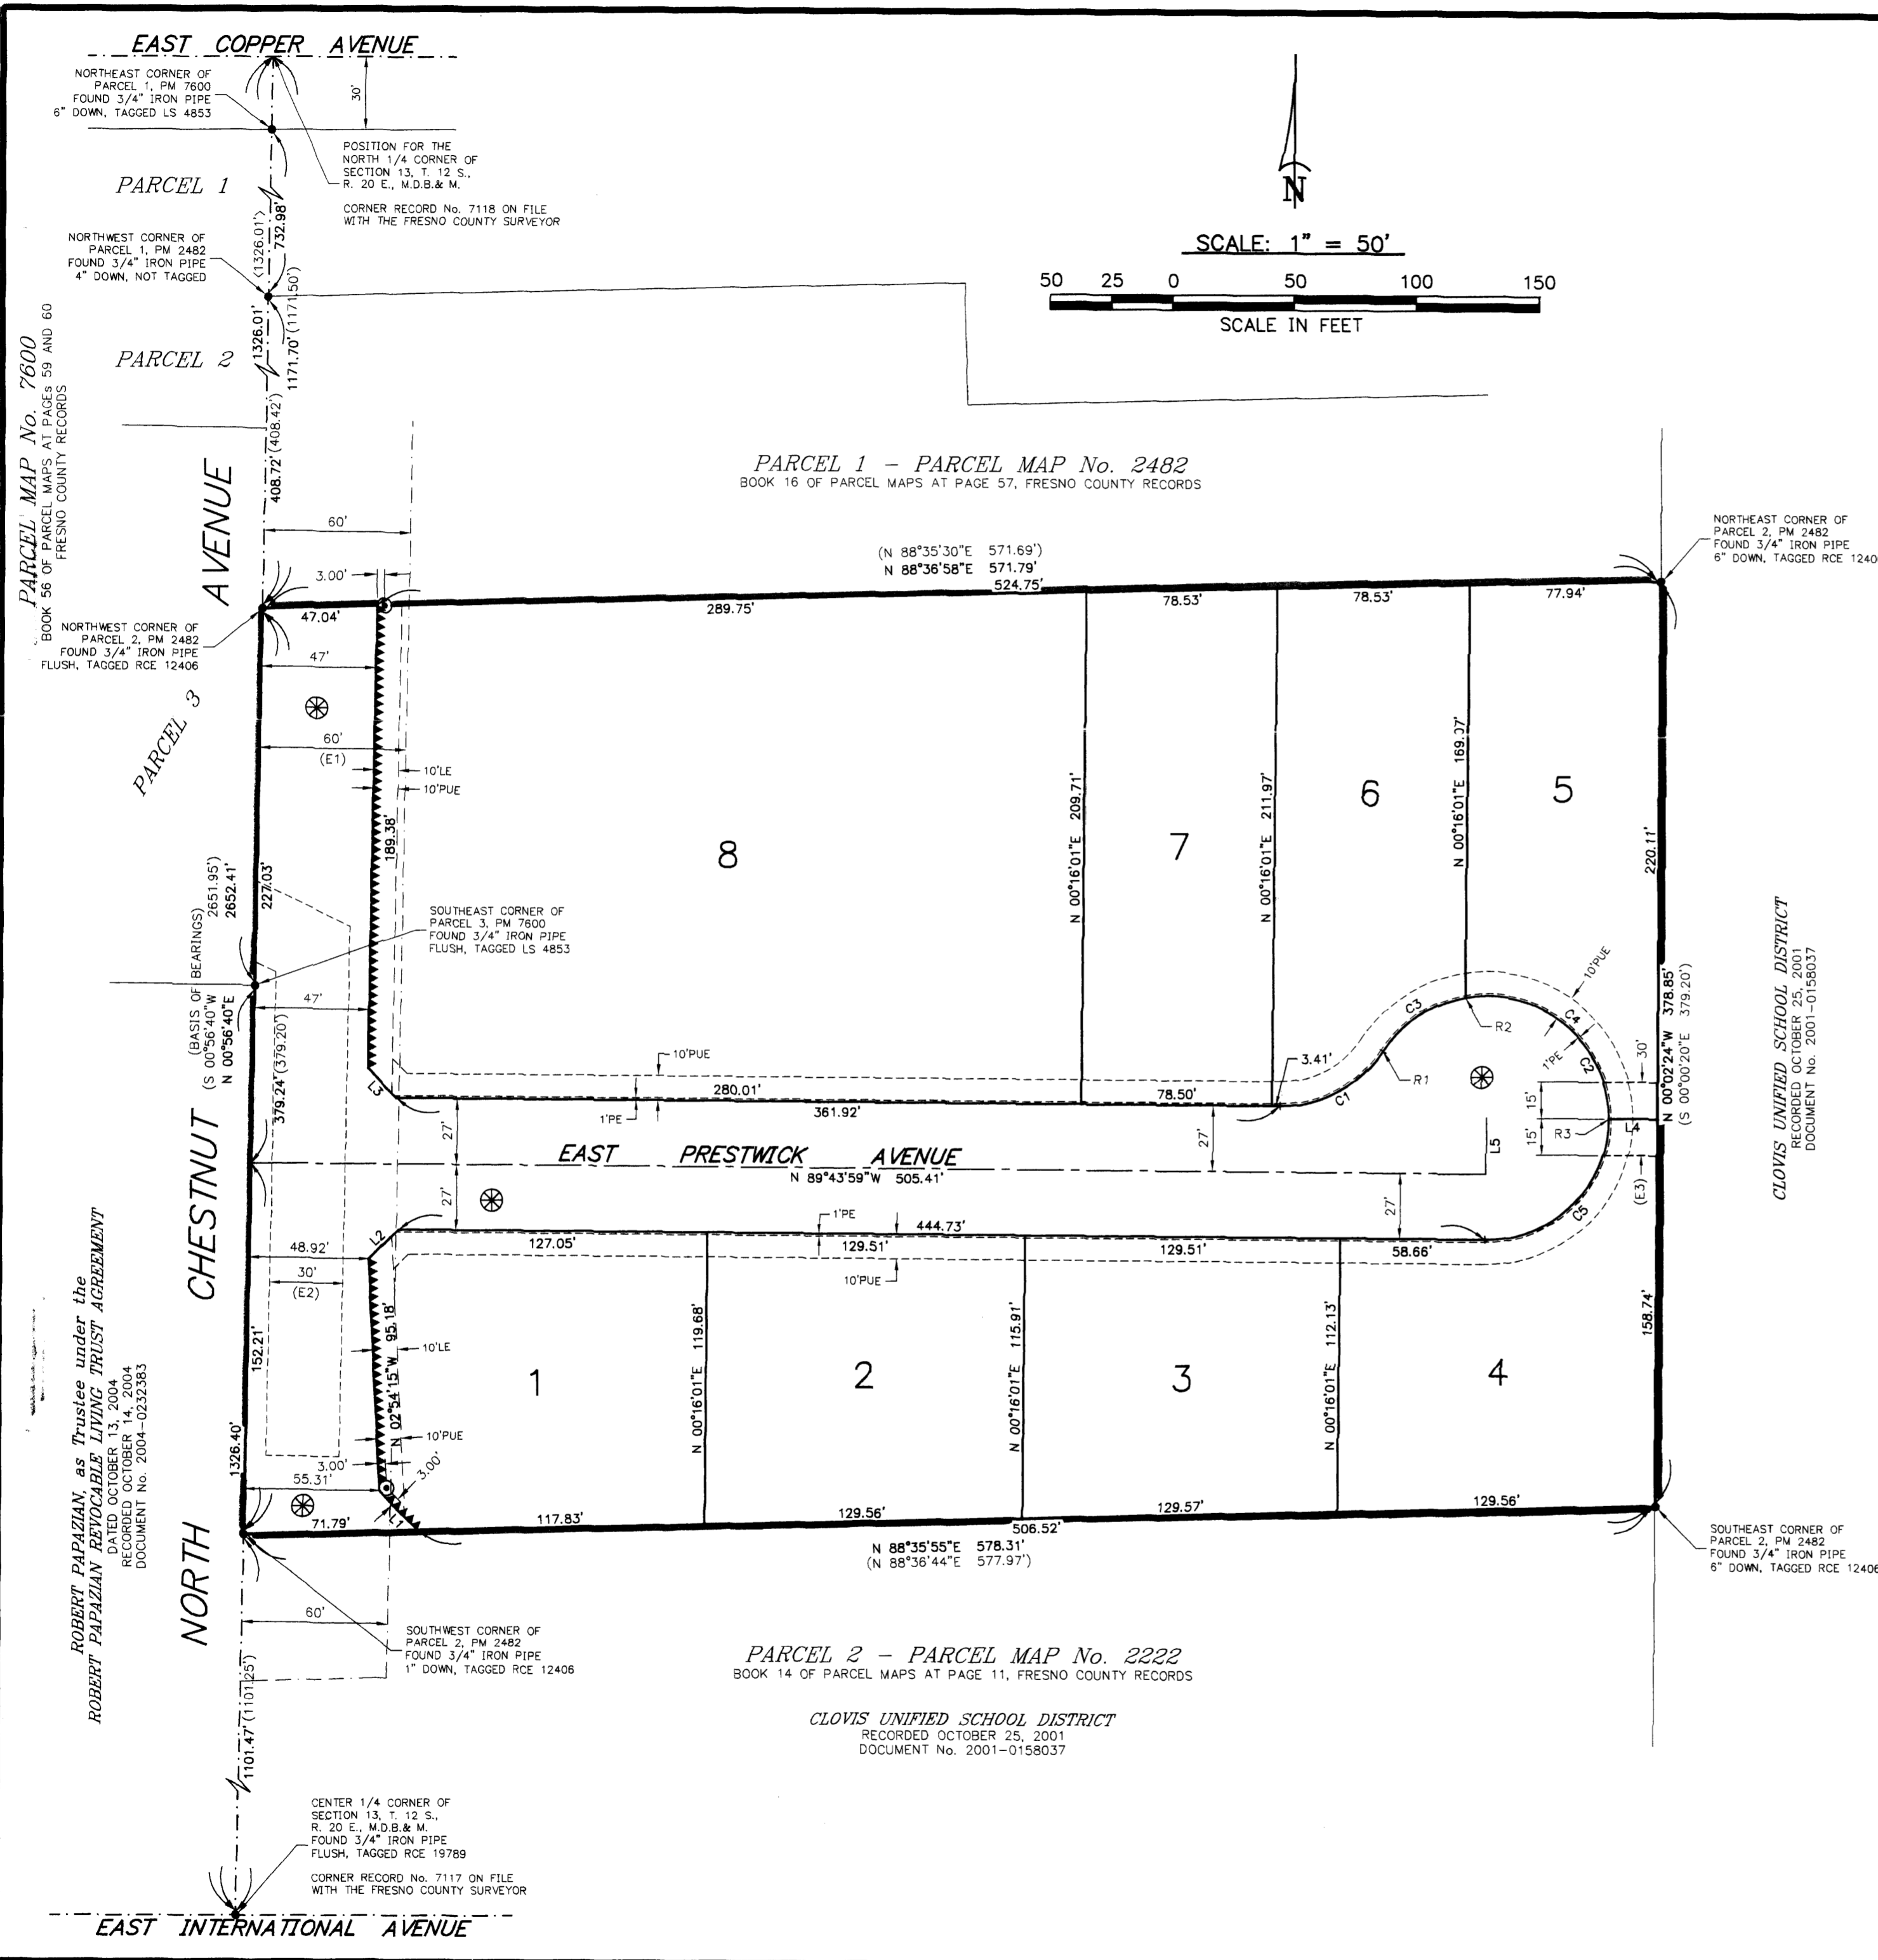 EAST COPPER AVENUE
NORTHEAST CORNER OF
PARCEL 1, PM 7600
FOUND 3/4" IRON PIPE
6" DOWN, TAGGED LS 4853
30'
POSITION FOR THE
NORTH 1/4 CORNER OF
SECTION 13, T. 12 S.,
R. 20 E., M.D.B.& M.
CORNER RECORD No. 7118 ON FILE
WITH THE FRESNO COUNTY SURVEYOR
PARCEL 1
(1326.01')
732.98'
NORTHWEST CORNER OF
PARCEL 1, PM 2482
FOUND 3/4" IRON PIPE
4" DOWN, NOT TAGGED
1326.01'
1171.70' (1171.50')
PARCEL 2
408.72' (408.42')
PARCEL MAP No. 7600
BOOK 56 OF PARCEL MAPS AT PAGEs 59 AND 60
FRESNO COUNTY RECORDS
N
SCALE: 1" = 50'
50 25 0 50 100 150
SCALE IN FEET
PARCEL 1 – PARCEL MAP No. 2482
BOOK 16 OF PARCEL MAPS AT PAGE 57, FRESNO COUNTY RECORDS
NORTHEAST CORNER OF
PARCEL 2, PM 2482
FOUND 3/4" IRON PIPE
6" DOWN, TAGGED RCE 1240
60'
(N 88°35'30"E 571.69')
N 88°36'58"E 571.79'
524.75'
3.00'
47.04'
289.75'
78.53'
78.53'
77.94'
NORTHWEST CORNER OF
PARCEL 2, PM 2482
FOUND 3/4" IRON PIPE
FLUSH, TAGGED RCE 12406
47'
PARCEL 3
60'
(E1)
10'LE
10'PUE
189.38'
8
N 00°16'01"E 209.71'
7
N 00°16'01"E 211.97'
6
N 00°16'01"E 169.07'
5
220.11'
227.03'
(BASIS OF BEARINGS)
(S 00°56'40"W 2651.95')
N 00°56'40"E 2652.41'
SOUTHEAST CORNER OF
PARCEL 3, PM 7600
FOUND 3/4" IRON PIPE
FLUSH, TAGGED LS 4853
47'
379.24' (379.20')
L3
10'PUE
280.01'
1'PE
361.92'
78.50'
3.41'
C1
R1
C3
R2
C4
1'PE
C2
10'PUE
30'
15'
15'
R3
L4
L5
(E3)
C5
N 00°02'24"W 378.85'
(S 00°00'20"E 379.20')
CLOVIS UNIFIED SCHOOL DISTRICT
RECORDED OCTOBER 25, 2001
DOCUMENT No. 2001-0158037
27'
27'
27'
27'
EAST PRESTWICK AVENUE
N 89°43'59"W 505.41'
NORTH CHESTNUT AVENUE
L2
48.92'
30'
(E2)
127.05'
1'PE
129.51'
444.73'
10'PUE
129.51'
58.66'
152.21'
N 02°54'15"W 95.18'
10'LE
10'PUE
1
N 00°16'01"E 119.68'
2
N 00°16'01"E 115.91'
3
N 00°16'01"E 112.13'
4
158.74'
1326.40'
3.00'
3.00'
55.31'
L1
71.79'
117.83'
129.56'
129.57'
129.56'
506.52'
N 88°35'55"E 578.31'
(N 88°36'44"E 577.97')
SOUTHEAST CORNER OF
PARCEL 2, PM 2482
FOUND 3/4" IRON PIPE
6" DOWN, TAGGED RCE 12406
ROBERT PAPAZIAN, as Trustee under the
ROBERT PAPAZIAN REVOCABLE LIVING TRUST AGREEMENT
DATED OCTOBER 13, 2004
RECORDED OCTOBER 14, 2004
DOCUMENT No. 2004-0232383
60'
SOUTHWEST CORNER OF
PARCEL 2, PM 2482
FOUND 3/4" IRON PIPE
1" DOWN, TAGGED RCE 12406
1101.47' (1101.25')
PARCEL 2 – PARCEL MAP No. 2222
BOOK 14 OF PARCEL MAPS AT PAGE 11, FRESNO COUNTY RECORDS
CLOVIS UNIFIED SCHOOL DISTRICT
RECORDED OCTOBER 25, 2001
DOCUMENT No. 2001-0158037
CENTER 1/4 CORNER OF
SECTION 13, T. 12 S.,
R. 20 E., M.D.B.& M.
FOUND 3/4" IRON PIPE
FLUSH, TAGGED RCE 19789
CORNER RECORD No. 7117 ON FILE
WITH THE FRESNO COUNTY SURVEYOR
EAST INTERNATIONAL AVENUE